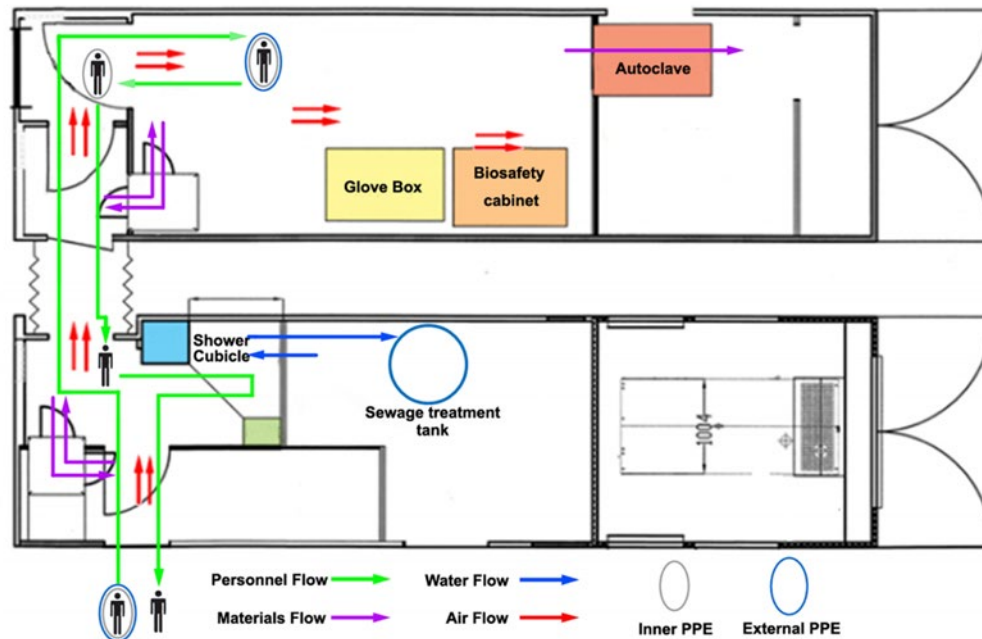 Autoclave
Glove Box
Biosafety
cabinet
Shower
Cubicle
Sewage treatment
tank
1004
Personnel Flow
Water Flow
Materials Flow
Air Flow
Inner PPE
External PPE